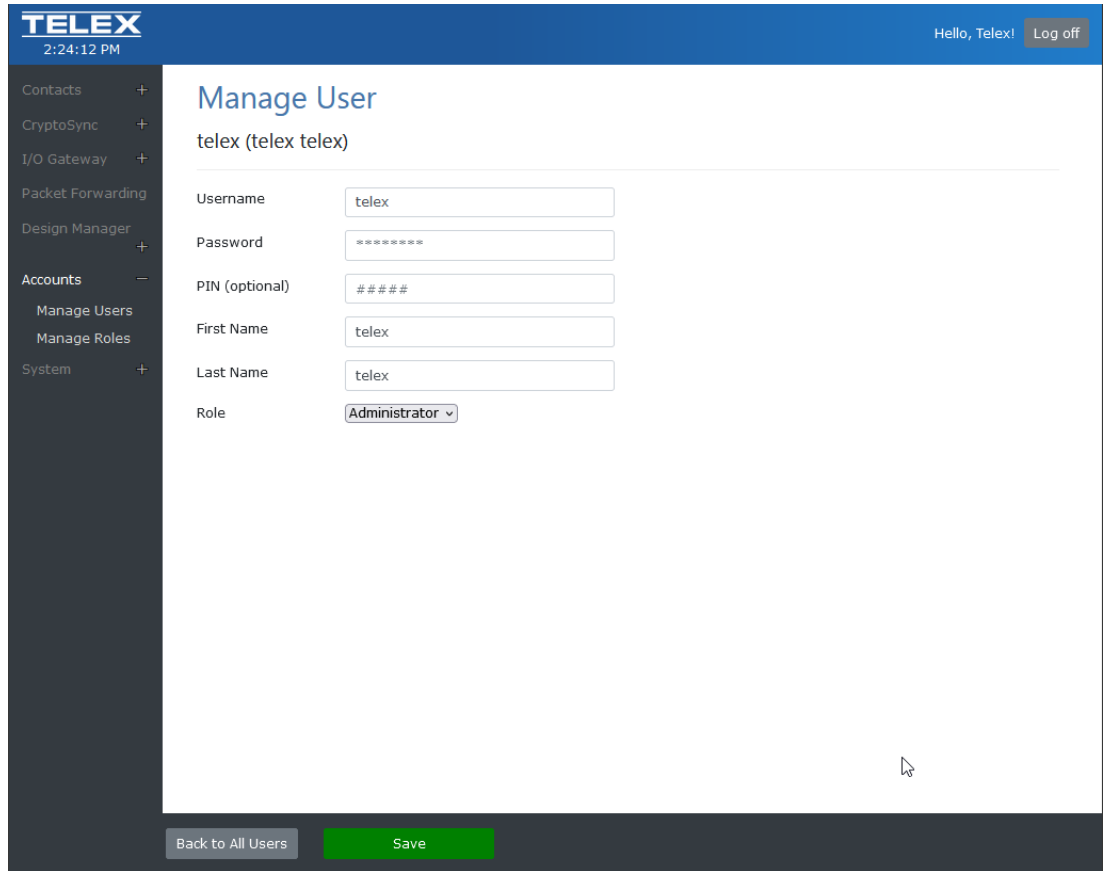 TELEX
2:24:12 PM
Hello, Telex!
Log off
Contacts +
CryptoSync +
I/O Gateway +
Packet Forwarding
Design Manager
+
Accounts −
Manage Users
Manage Roles
System +
Manage User
telex (telex telex)
Username telex
Password ********
PIN (optional) #####
First Name telex
Last Name telex
Role Administrator
Back to All Users
Save